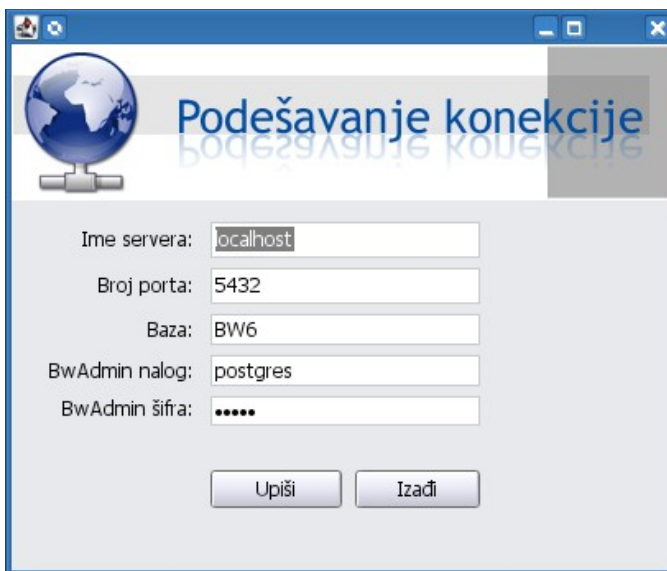 Podešavanje konekcije
Ime servera: localhost
Broj porta: 5432
Baza: BW6
BwAdmin nalog: postgres
BwAdmin šifra: •••••
Upiši Izađi